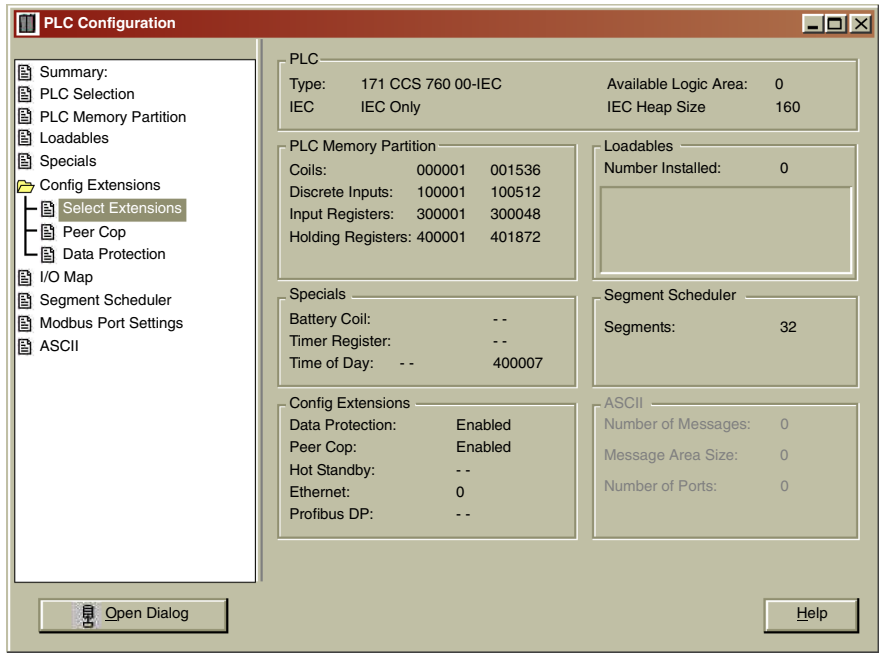 PLC Configuration
Summary:
PLC Selection
PLC Memory Partition
Loadables
Specials
Config Extensions
Select Extensions
Peer Cop
Data Protection
I/O Map
Segment Scheduler
Modbus Port Settings
ASCII
Open Dialog
PLC
Type: 171 CCS 760 00-IEC Available Logic Area: 0
IEC IEC Only IEC Heap Size 160
PLC Memory Partition
Coils: 000001 001536
Discrete Inputs: 100001 100512
Input Registers: 300001 300048
Holding Registers: 400001 401872
Loadables
Number Installed: 0
Specials
Battery Coil: - -
Timer Register: - -
Time of Day: - - 400007
Segment Scheduler
Segments: 32
Config Extensions
Data Protection: Enabled
Peer Cop: Enabled
Hot Standby: - -
Ethernet: 0
Profibus DP: - -
ASCII
Number of Messages: 0
Message Area Size: 0
Number of Ports: 0
Help